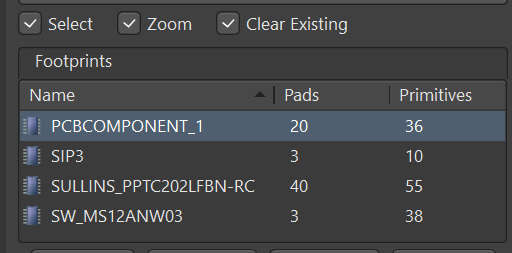 Select Zoom Clear Existing
Footprints
Name Pads Primitives
PCBCOMPONENT_1 20 36
SIP3 3 10
SULLINS_PPTC202LFBN-RC 40 55
SW_MS12ANW03 3 38